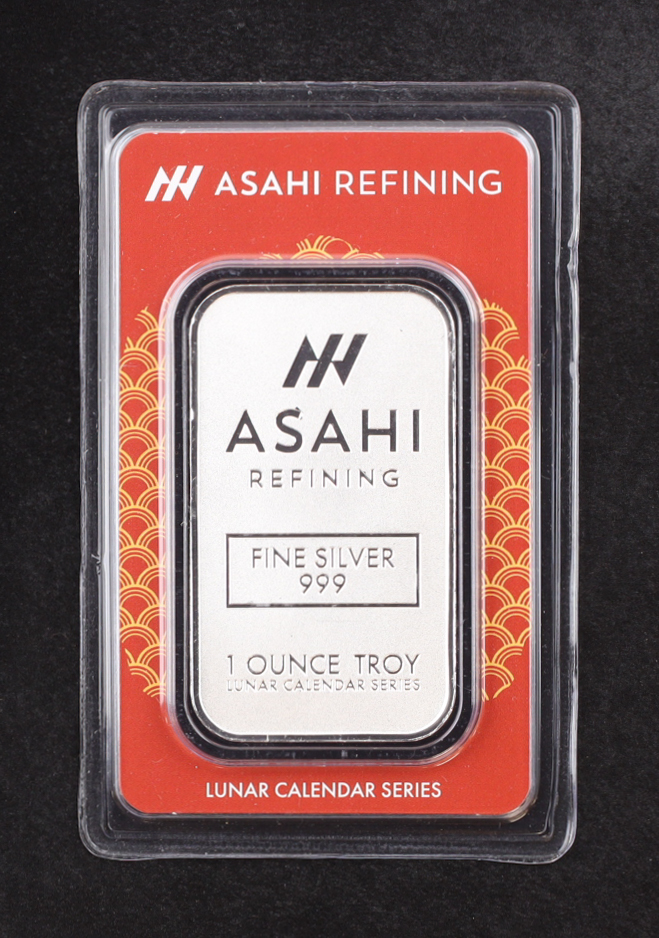 ASAHI REFINING
ASAHI
REFINING
FINE SILVER
999
1 OUNCE TROY
LUNAR CALENDAR SERIES
LUNAR CALENDAR SERIES